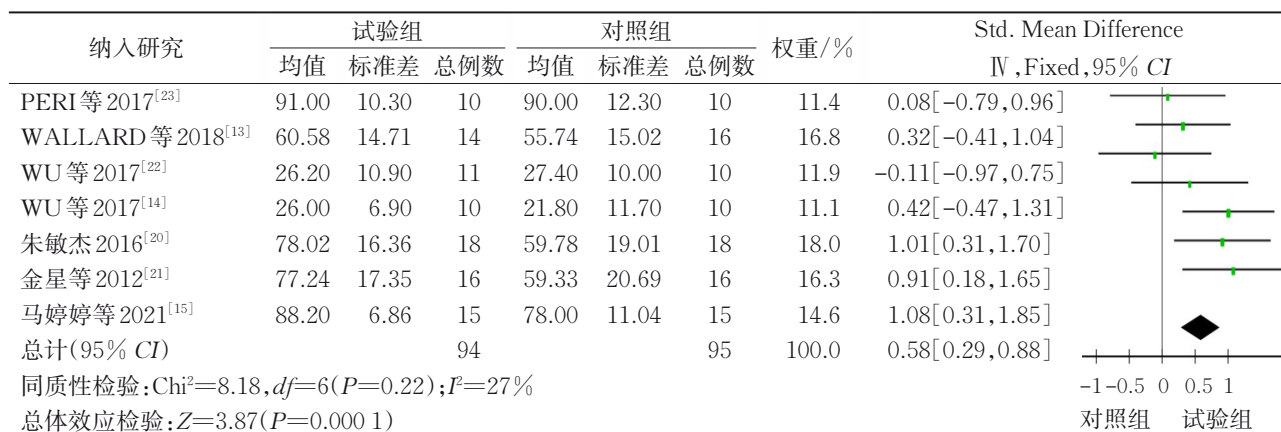 纳入研究 试验组 对照组 权重/% Std. Mean Difference
均值 标准差 总例数 均值 标准差 总例数 Ⅳ,Fixed,95% CI
PERI等2017[23] 91.00 10.30 10 90.00 12.30 10 11.4 0.08[-0.79,0.96]
WALLARD等2018[13] 60.58 14.71 14 55.74 15.02 16 16.8 0.32[-0.41,1.04]
WU等2017[22] 26.20 10.90 11 27.40 10.00 10 11.9 -0.11[-0.97,0.75]
WU等2017[14] 26.00 6.90 10 21.80 11.70 10 11.1 0.42[-0.47,1.31]
朱敏杰2016[20] 78.02 16.36 18 59.78 19.01 18 18.0 1.01[0.31,1.70]
金星等2012[21] 77.24 17.35 16 59.33 20.69 16 16.3 0.91[0.18,1.65]
马婷婷等2021[15] 88.20 6.86 15 78.00 11.04 15 14.6 1.08[0.31,1.85]
总计(95% CI) 94 95 100.0 0.58[0.29,0.88]
同质性检验:Chi²=8.18,df=6(P=0.22);I²=27%
-1 -0.5 0 0.5 1
总体效应检验:Z=3.87(P=0.000 1)
对照组 试验组